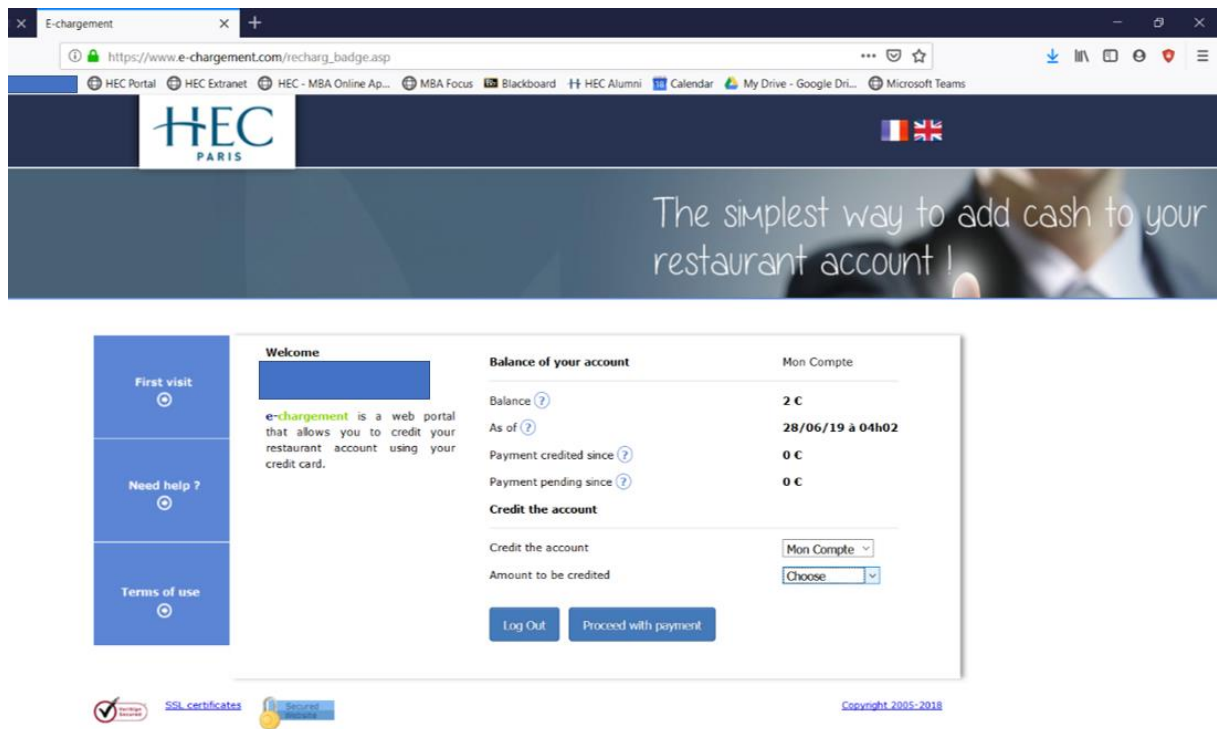 E-chargement
https://www.e-chargement.com/recharg_badge.asp
HEC Portal HEC Extranet HEC - MBA Online Ap... MBA Focus Blackboard HEC Alumni Calendar My Drive - Google Dri... Microsoft Teams
HEC
PARIS
The simplest way to add cash to your
restaurant account !
First visit
Need help ?
Terms of use
Welcome
e-chargement is a web portal
that allows you to credit your
restaurant account using your
credit card.
Balance of your account Mon Compte
Balance ? 2 €
As of ? 28/06/19 à 04h02
Payment credited since ? 0 €
Payment pending since ? 0 €
Credit the account
Credit the account Mon Compte
Amount to be credited Choose
Log Out Proceed with payment
SSL certificates Secured Copyright 2005-2018